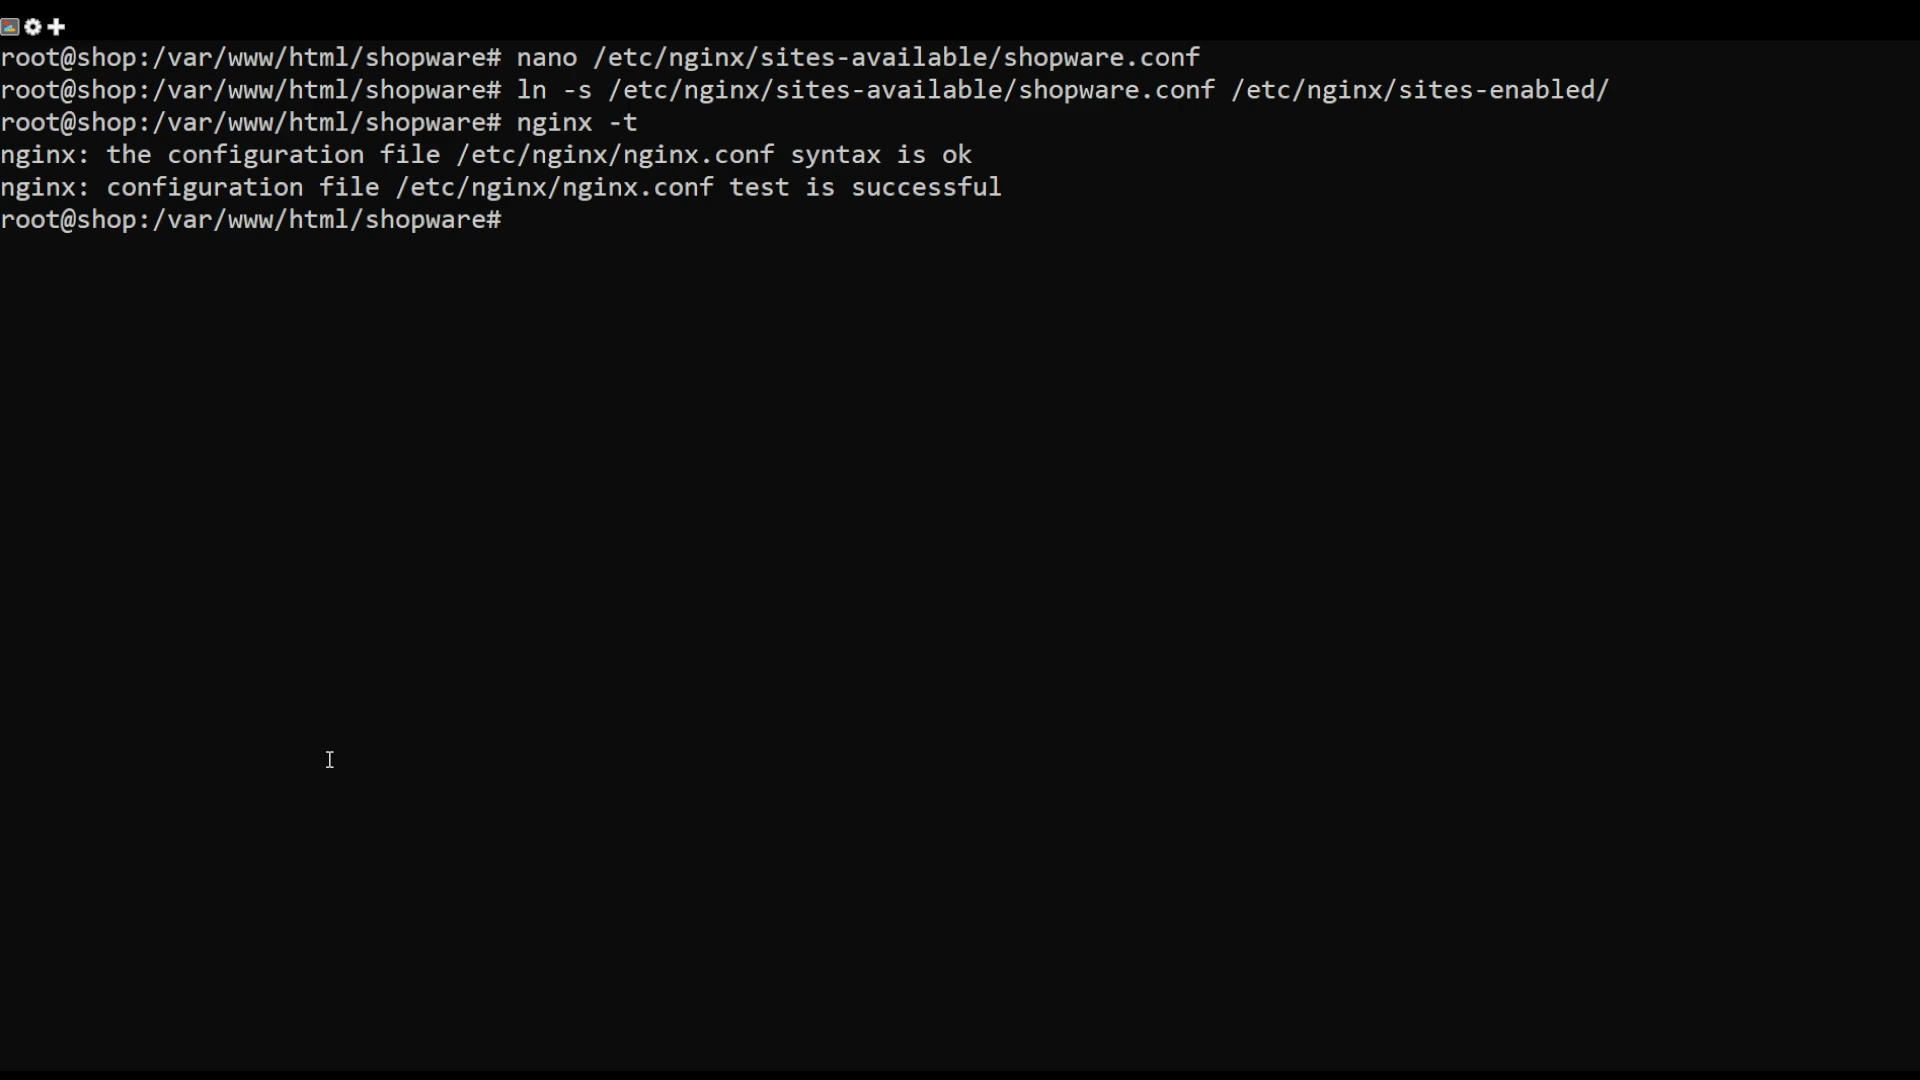 root@shop:/var/www/html/shopware# nano /etc/nginx/sites-available/shopware.conf
root@shop:/var/www/html/shopware# ln -s /etc/nginx/sites-available/shopware.conf /etc/nginx/sites-enabled/
root@shop:/var/www/html/shopware# nginx -t
nginx: the configuration file /etc/nginx/nginx.conf syntax is ok
nginx: configuration file /etc/nginx/nginx.conf test is successful
root@shop:/var/www/html/shopware#